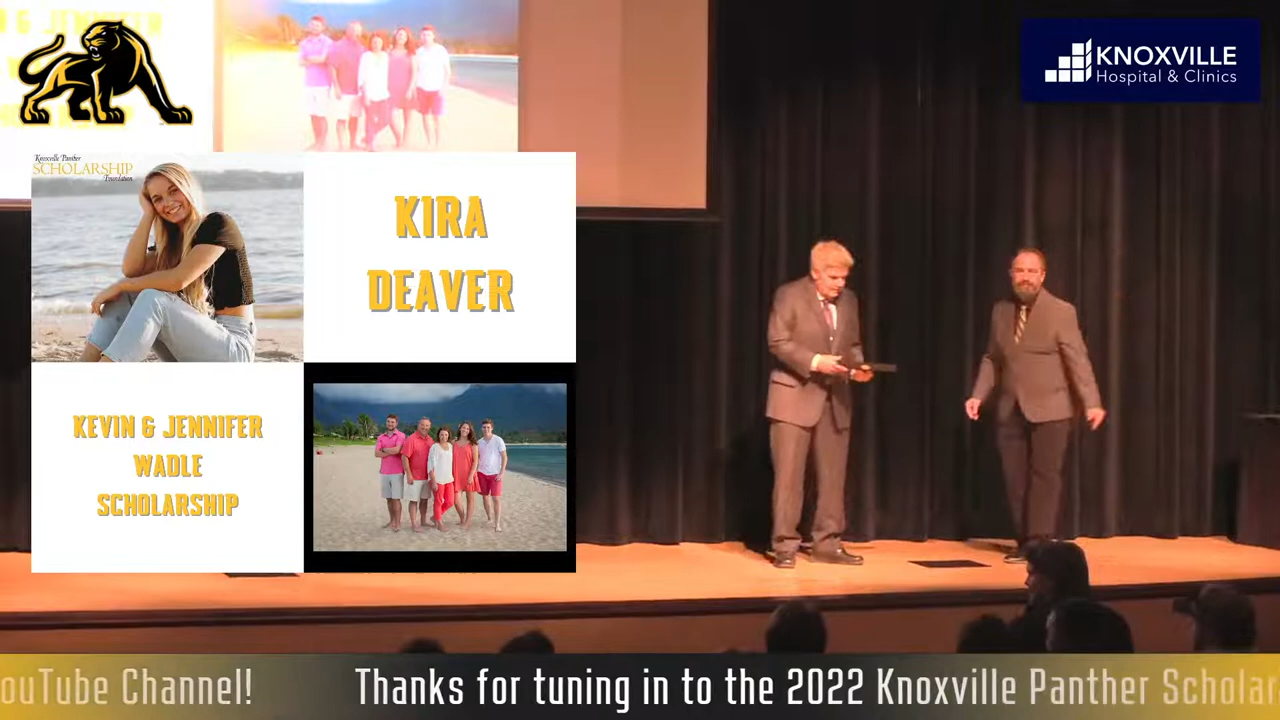 & JENNIFER
KNOXVILLE
Hospital & Clinics
Knoxville Panther
SCHOLARSHIP
Foundation
KIRA
DEAVER
KEVIN & JENNIFER
WADLE
SCHOLARSHIP
ouTube Channel! Thanks for tuning in to the 2022 Knoxville Panther Scholar